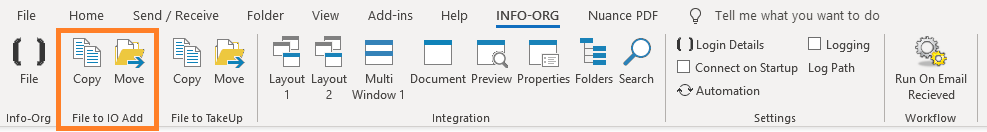 File Home Send / Receive Folder View Add-ins Help INFO-ORG Nuance PDF Tell me what you want to do
File Copy Move Copy Move Layout 1 Layout 2 Multi Window 1 Document Preview Properties Folders Search
( ) Login Details Logging
Connect on Startup Log Path
Automation
Run On Email Recieved
Info-Org File to IO Add File to TakeUp Integration Settings Workflow